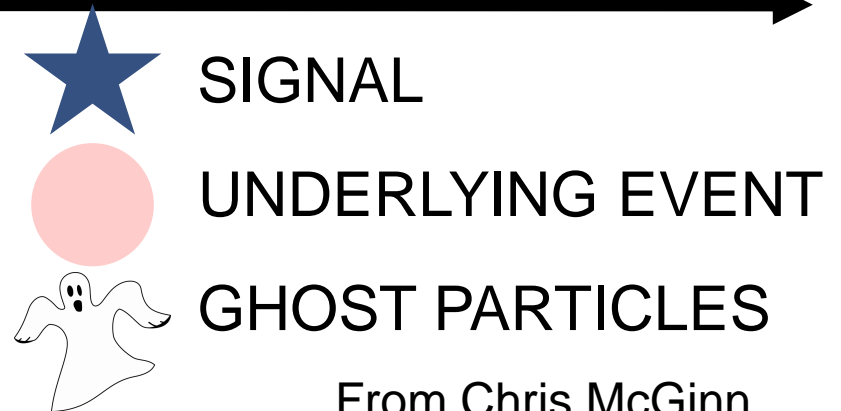 SIGNAL
UNDERLYING EVENT
GHOST PARTICLES
From Chris McGinn